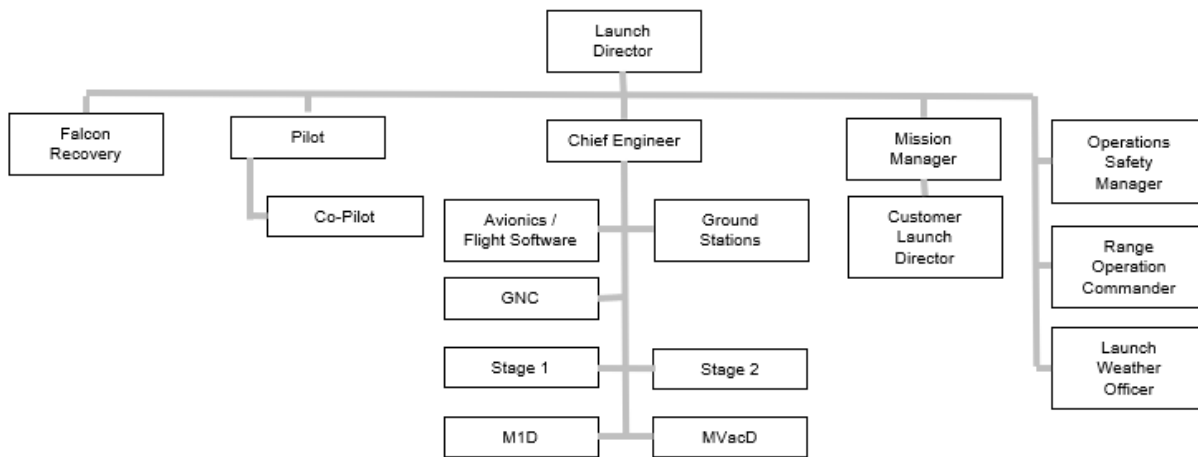 Launch
Director
Falcon
Recovery
Pilot
Chief Engineer
Mission
Manager
Operations
Safety
Manager
Co-Pilot
Avionics /
Flight Software
Ground
Stations
Customer
Launch
Director
Range
Operation
Commander
GNC
Stage 1
Stage 2
Launch
Weather
Officer
M1D
MVacD